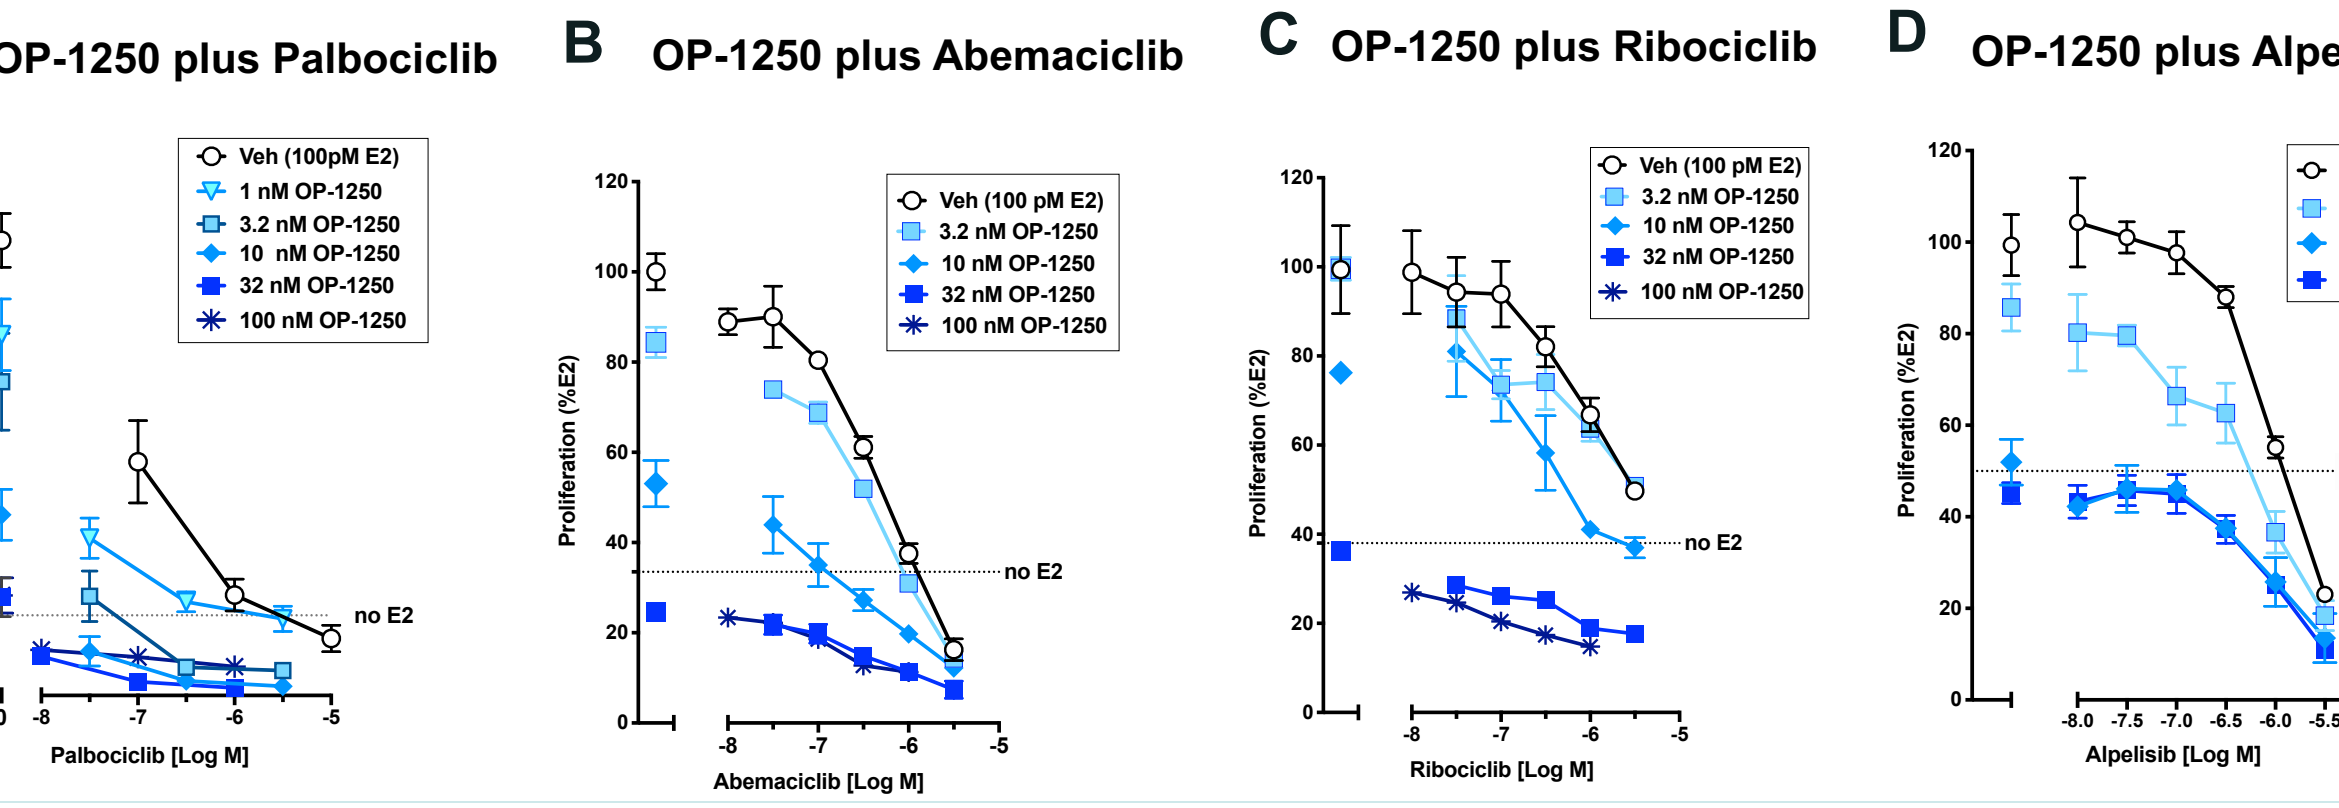 OP-1250 plus Palbociclib
Veh (100pM E2)
1 nM OP-1250
3.2 nM OP-1250
10 nM OP-1250
32 nM OP-1250
100 nM OP-1250
no E2
0
-8
-7
-6
-5
Palbociclib [Log M]
B
OP-1250 plus Abemaciclib
Veh (100 pM E2)
3.2 nM OP-1250
10 nM OP-1250
32 nM OP-1250
100 nM OP-1250
Proliferation (%E2)
120
100
80
60
40
20
0
no E2
-8
-7
-6
-5
Abemaciclib [Log M]
C
OP-1250 plus Ribociclib
Veh (100 pM E2)
3.2 nM OP-1250
10 nM OP-1250
32 nM OP-1250
100 nM OP-1250
Proliferation (%E2)
120
100
80
60
40
20
0
no E2
-8
-7
-6
-5
Ribociclib [Log M]
D
OP-1250 plus Alpe
Proliferation (%E2)
120
100
80
60
40
20
0
-8.0
-7.5
-7.0
-6.5
-6.0
-5.5
Alpelisib [Log M]